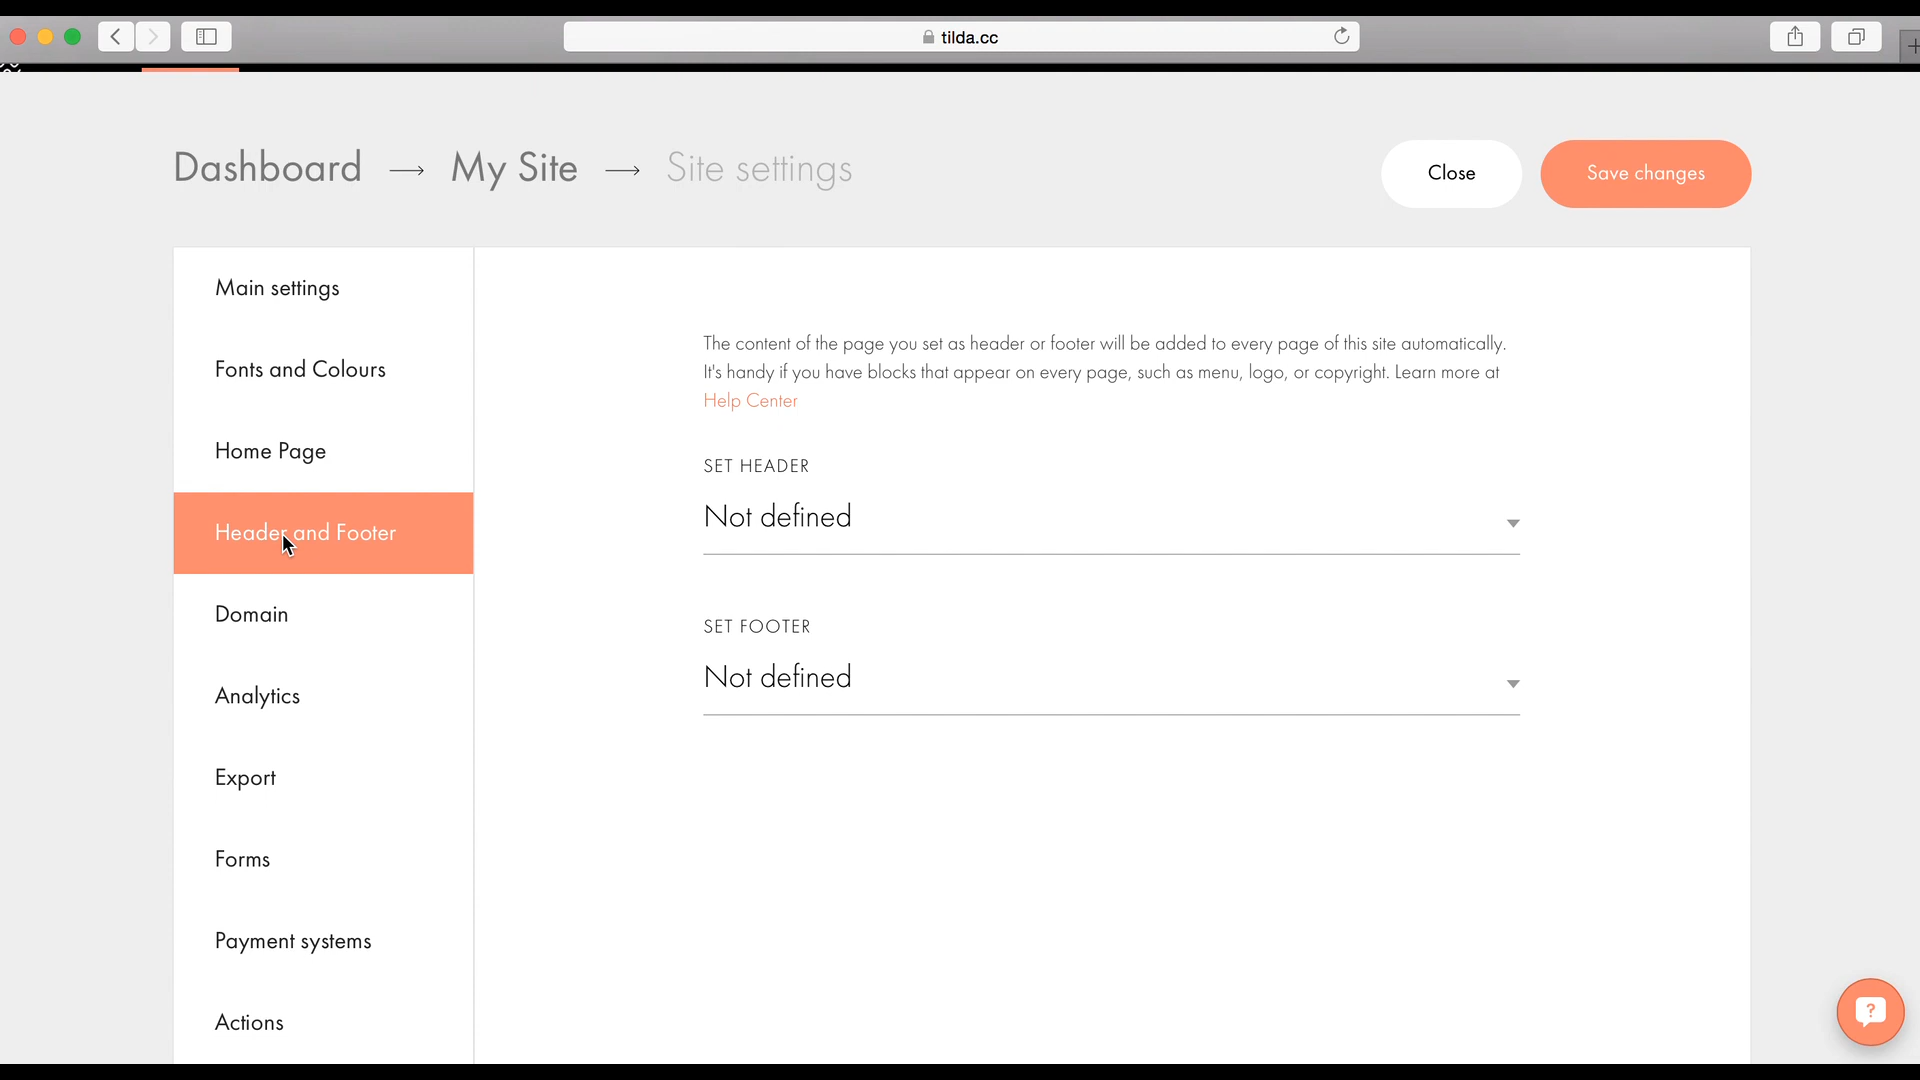 tilda.cc
Dashboard → My Site → Site settings
Close
Save changes
Main settings
Fonts and Colours
Home Page
Header and Footer
Domain
Analytics
Export
Forms
Payment systems
Actions
The content of the page you set as header or footer will be added to every page of this site automatically.
It's handy if you have blocks that appear on every page, such as menu, logo, or copyright. Learn more at
Help Center
SET HEADER
Not defined
SET FOOTER
Not defined
?